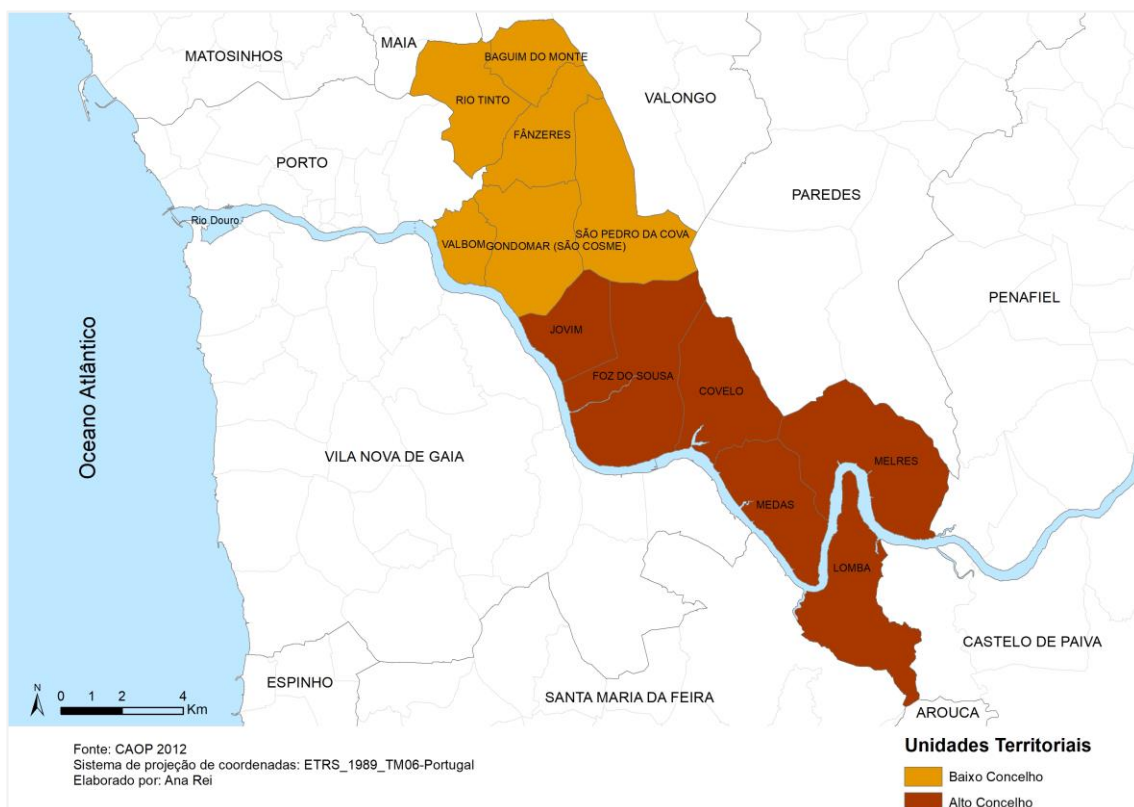 MATOSINHOS
MAIA
BAGUIM DO MONTE
RIO TINTO
VALONGO
FÂNZERES
PORTO
PAREDES
Rio Douro
SÃO PEDRO DA COVA
VALBOM
GONDOMAR (SÃO COSME)
PENAFIEL
JOVIM
Oceano Atlântico
FOZ DO SOUSA
COVELO
VILA NOVA DE GAIA
MELRES
MEDAS
LOMBA
CASTELO DE PAIVA
ESPINHO
SANTA MARIA DA FEIRA
AROUCA
N
0 1 2 4
Km
Fonte: CAOP 2012
Sistema de projeção de coordenadas: ETRS_1989_TM06-Portugal
Elaborado por: Ana Rei
Unidades Territoriais
Baixo Concelho
Alto Concelho